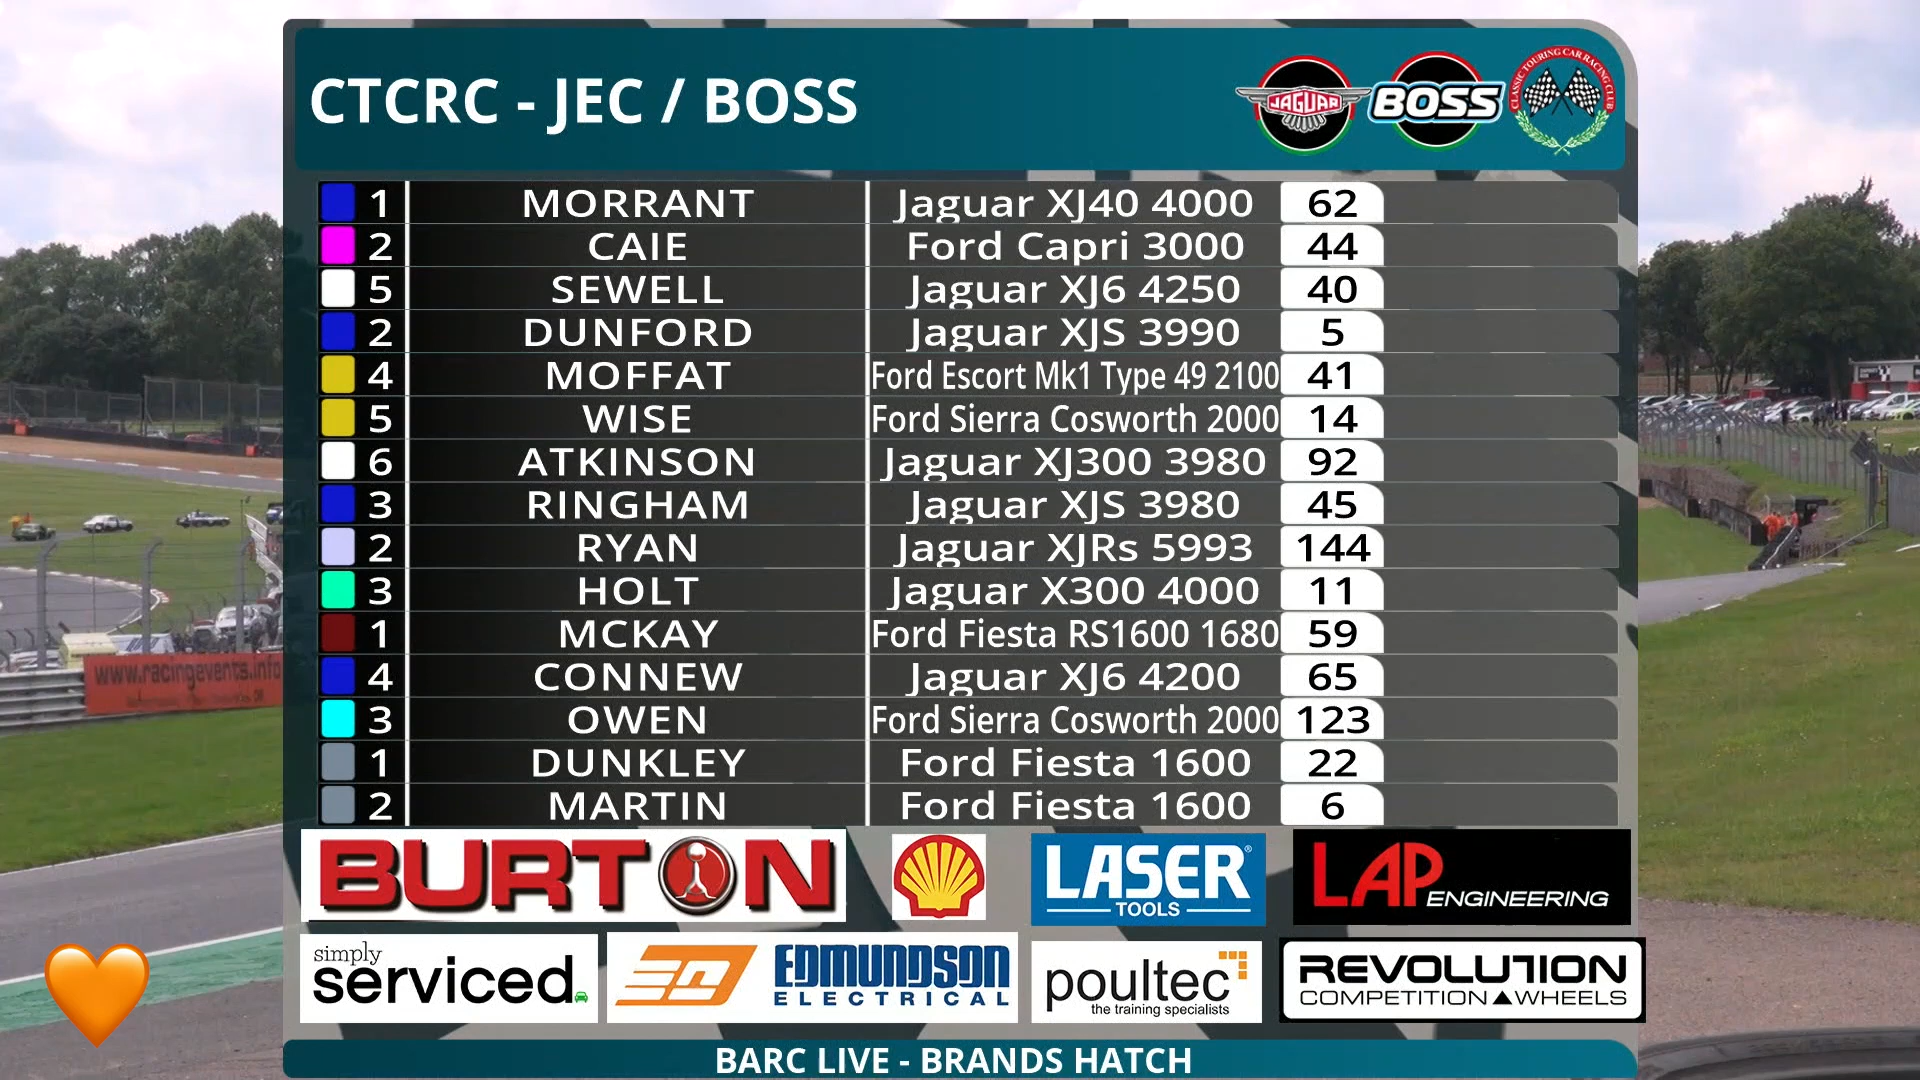 CTCRC - JEC / BOSS
JAGUAR
BOSS
CLASSIC TOURING CAR RACING CLUB
1 MORRANT Jaguar XJ40 4000 62
2 CAIE Ford Capri 3000 44
5 SEWELL Jaguar XJ6 4250 40
2 DUNFORD Jaguar XJS 3990 5
4 MOFFAT Ford Escort Mk1 Type 49 2100 41
5 WISE Ford Sierra Cosworth 2000 14
6 ATKINSON Jaguar XJ300 3980 92
3 RINGHAM Jaguar XJS 3980 45
2 RYAN Jaguar XJRs 5993 144
3 HOLT Jaguar X300 4000 11
1 MCKAY Ford Fiesta RS1600 1680 59
4 CONNEW Jaguar XJ6 4200 65
3 OWEN Ford Sierra Cosworth 2000 123
1 DUNKLEY Ford Fiesta 1600 22
2 MARTIN Ford Fiesta 1600 6
www.racingevents.info
BURTON
LASER®
TOOLS
LAP ENGINEERING
simply
serviced.
EDMUNDSON
ELECTRICAL
poultec
the training specialists
REVOLUTION
COMPETITION WHEELS
BARC LIVE - BRANDS HATCH